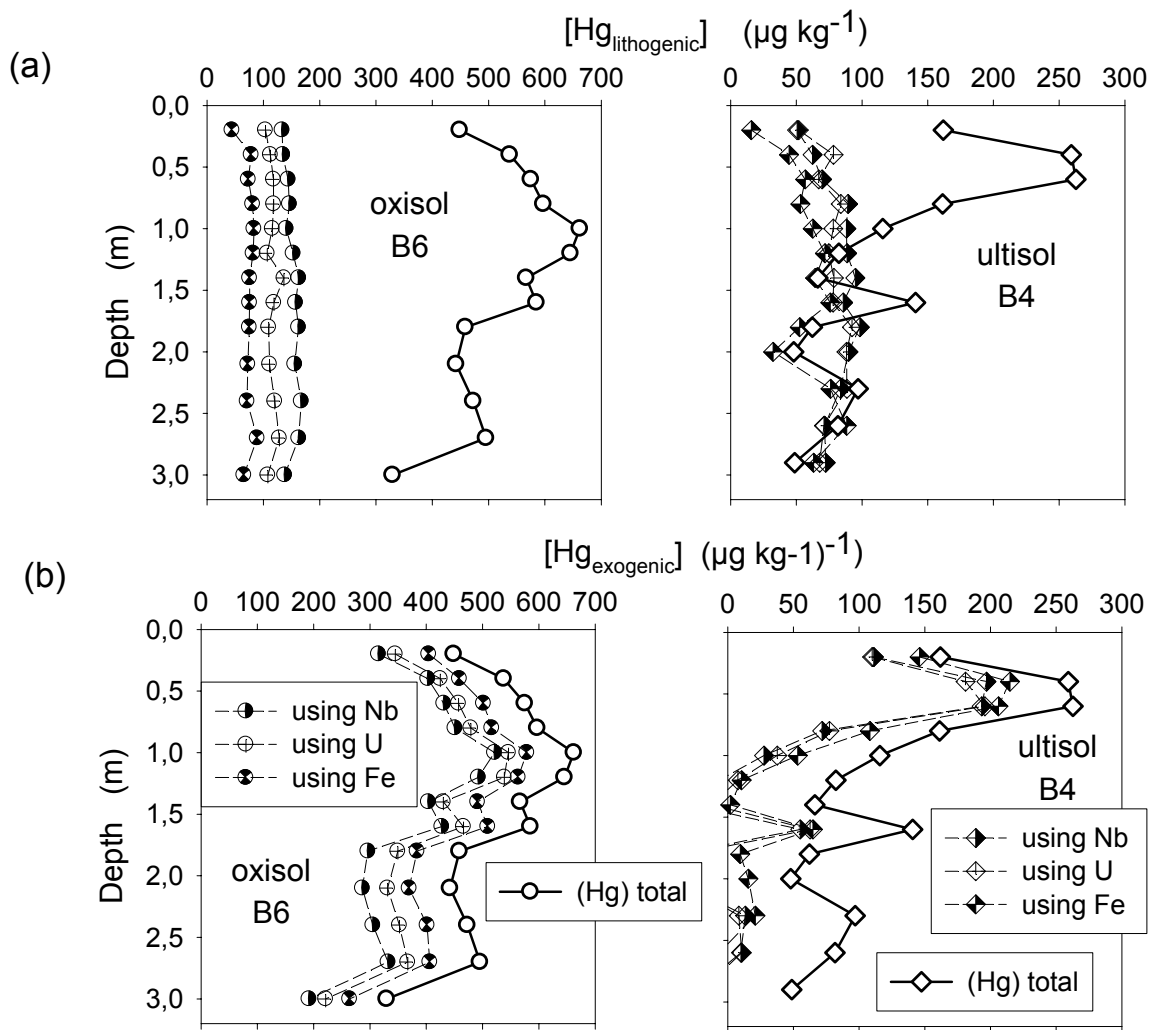 [Hg lithogenic] (µg kg-1)
(a)
0 100 200 300 400 500 600 700
0 50 100 150 200 250 300
0,0
0,5
1,0
1,5
2,0
2,5
3,0
Depth (m)
oxisol
B6
ultisol
B4
[Hg exogenic] (µg kg-1)-1
(b)
0 100 200 300 400 500 600 700
0 50 100 150 200 250 300
0,0
0,5
1,0
1,5
2,0
2,5
3,0
Depth (m)
using Nb
using U
using Fe
oxisol
B6
(Hg) total
ultisol
B4
using Nb
using U
using Fe
(Hg) total